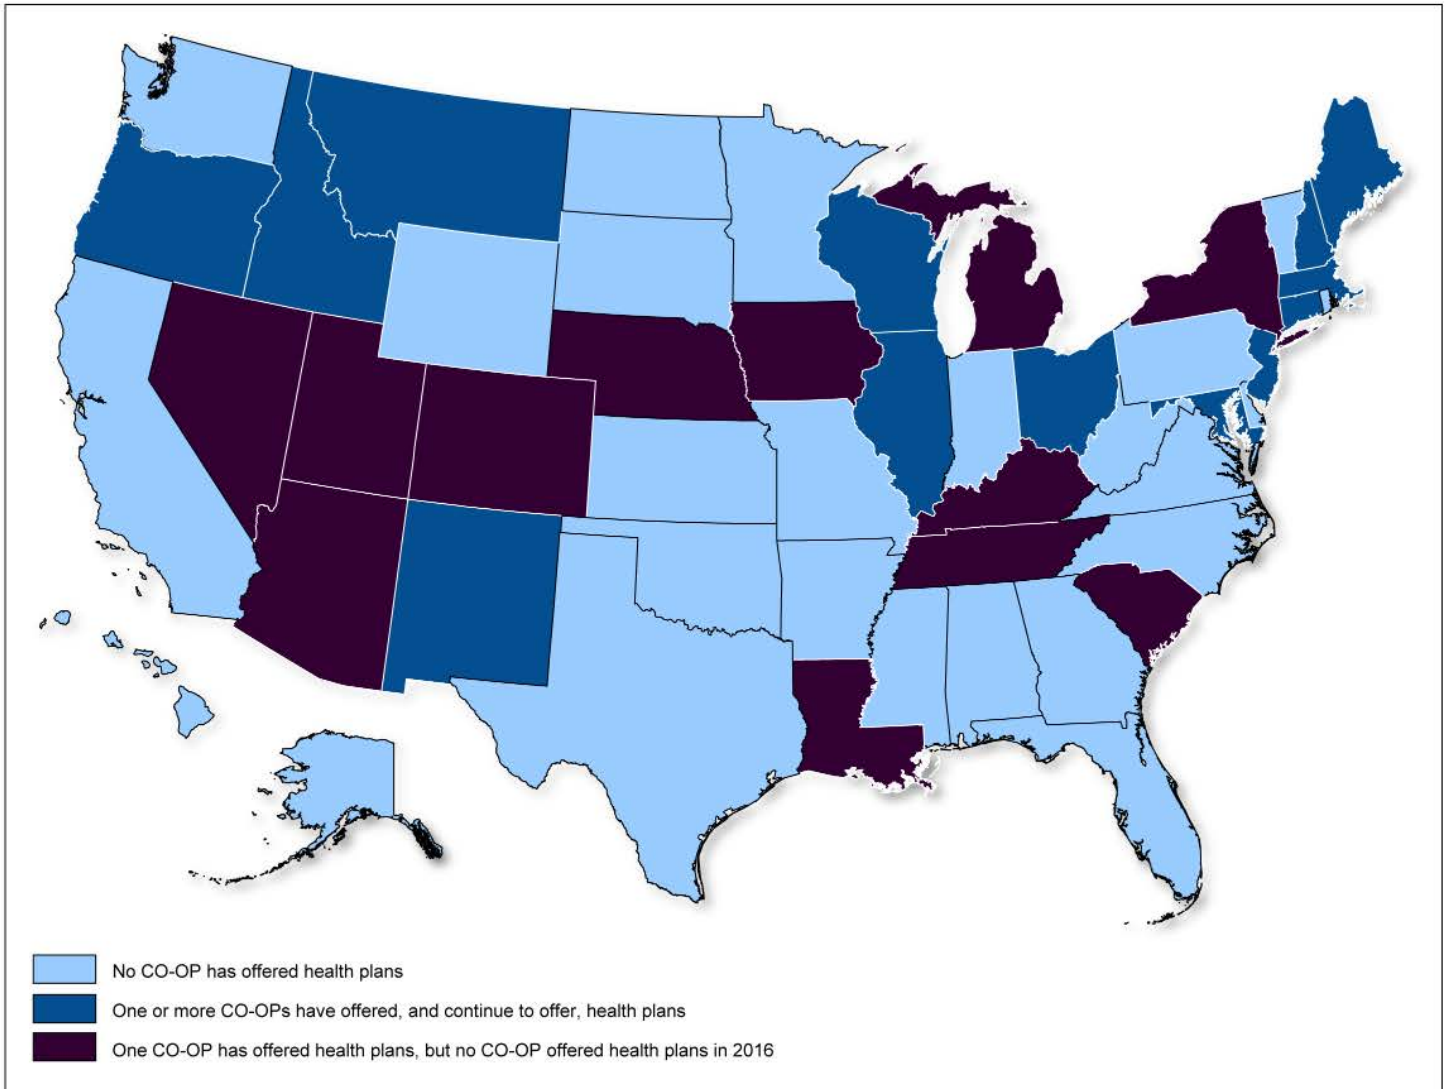 No CO-OP has offered health plans
One or more CO-OPs have offered, and continue to offer, health plans
One CO-OP has offered health plans, but no CO-OP offered health plans in 2016